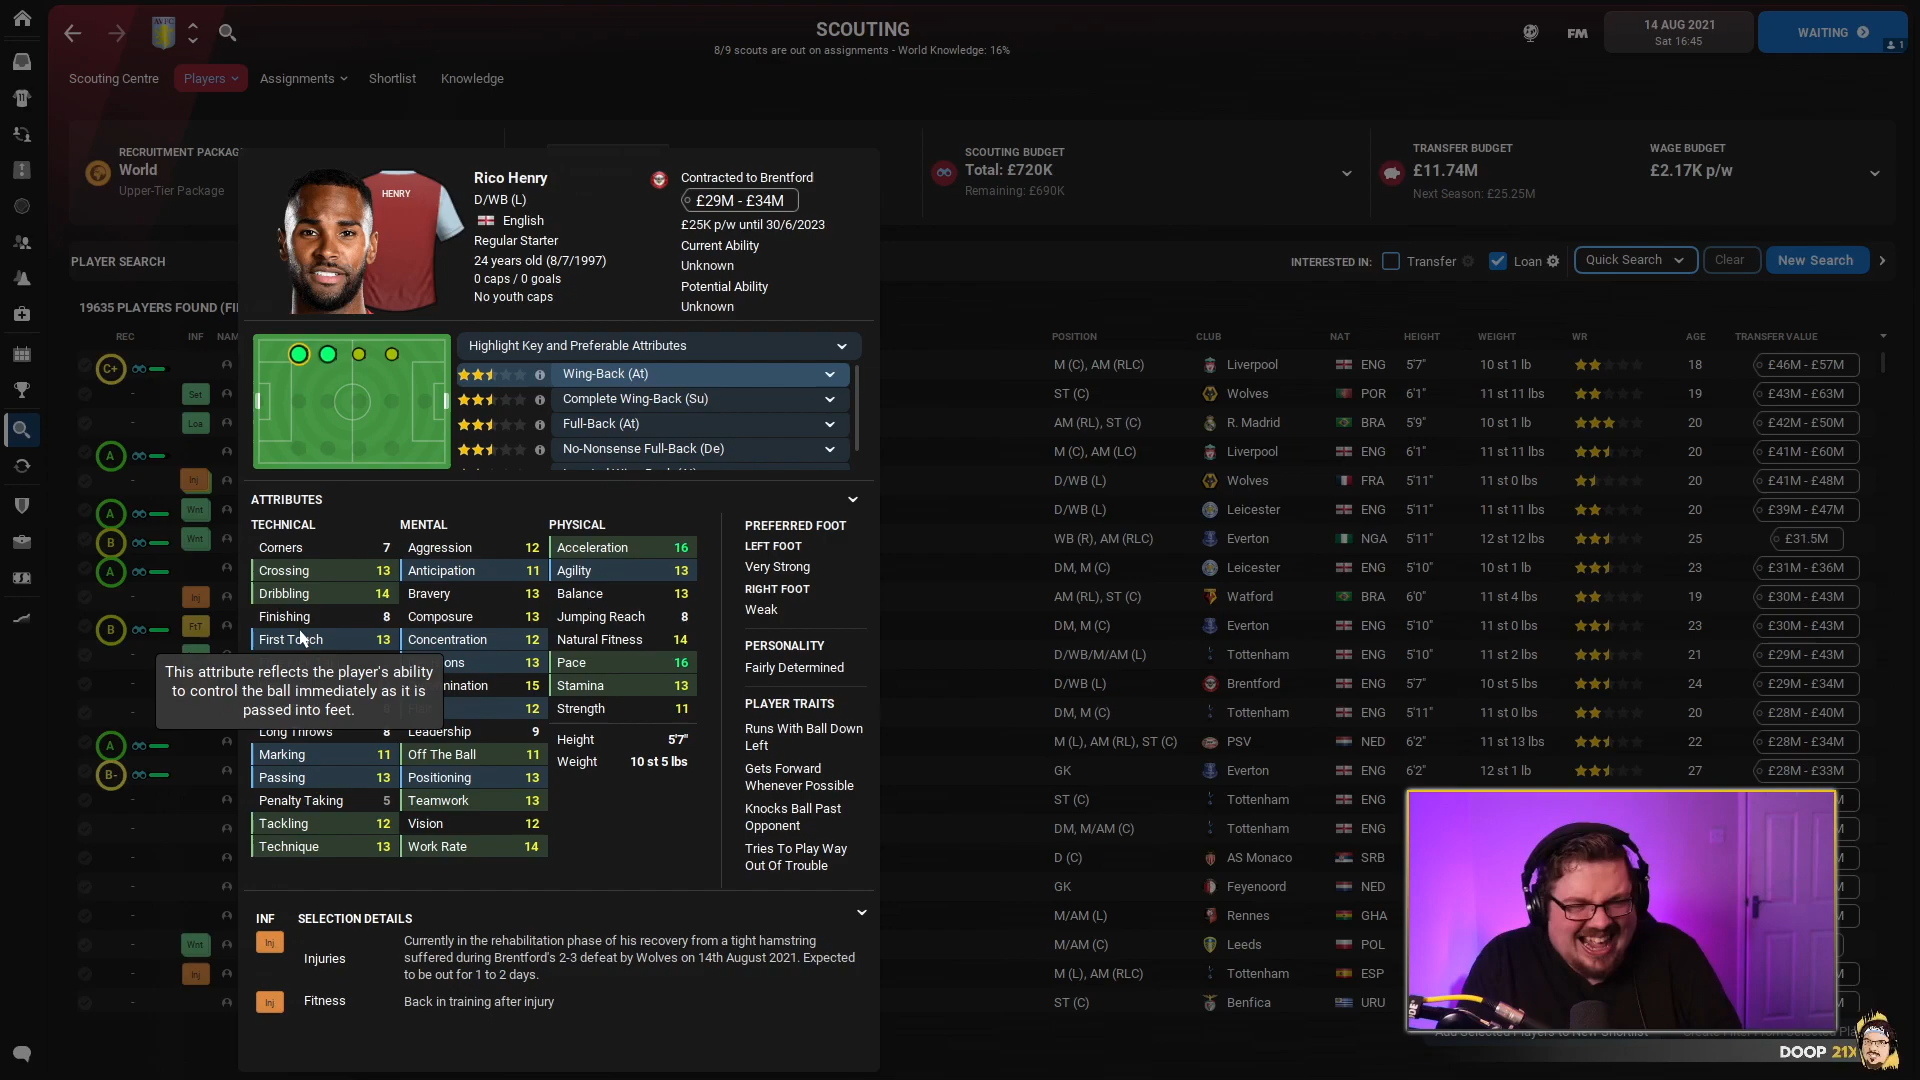 SCOUTING
8/9 scouts are out on assignments - World Knowledge: 16%
FM
14 AUG 2021
Sat 16:45
WAITING
1
Scouting Centre
Players
Assignments
Shortlist
Knowledge
RECRUITMENT
World
Upper-Tier Package
SCOUTING BUDGET
Total: £720K
Remaining: £690K
TRANSFER BUDGET
£11.74M
Next Season: £25.25M
WAGE BUDGET
£2.17K p/w
PLAYER SEARCH
INTERESTED IN:
Transfer
Loan
Quick Search
Clear
New Search
19635 PLAYERS FOUND
REC
INF
Rico Henry
D/WB (L)
English
Regular Starter
24 years old (8/7/1997)
0 caps / 0 goals
No youth caps
HENRY
Contracted to Brentford
£29M - £34M
£25K p/w until 30/6/2023
Current Ability
Unknown
Potential Ability
Unknown
Highlight Key and Preferable Attributes
Wing-Back (At)
Complete Wing-Back (Su)
Full-Back (At)
No-Nonsense Full-Back (De)
ATTRIBUTES
TECHNICAL
Corners 7
Crossing 13
Dribbling 14
Finishing 8
First Touch 13
This attribute reflects the player's ability
to control the ball immediately as it is
passed into feet.
Long Throws 8
Marking 11
Passing 13
Penalty Taking 5
Tackling 12
Technique 13
MENTAL
Aggression 12
Anticipation 11
Bravery 13
Composure 13
Concentration 12
13
15
12
Leadership 9
Off The Ball 11
Positioning 13
Teamwork 13
Vision 12
Work Rate 14
PHYSICAL
Acceleration 16
Agility 13
Balance 13
Jumping Reach 8
Natural Fitness 14
Pace 16
Stamina 13
Strength 11
Height 5'7"
Weight 10 st 5 lbs
PREFERRED FOOT
LEFT FOOT
Very Strong
RIGHT FOOT
Weak
PERSONALITY
Fairly Determined
PLAYER TRAITS
Runs With Ball Down
Left
Gets Forward
Whenever Possible
Knocks Ball Past
Opponent
Tries To Play Way
Out Of Trouble
INF
SELECTION DETAILS
Inj
Injuries
Currently in the rehabilitation phase of his recovery from a tight hamstring
suffered during Brentford's 2-3 defeat by Wolves on 14th August 2021. Expected
to be out for 1 to 2 days.
Inj
Fitness
Back in training after injury
C+
Set
Loa
A
Inj
A
Wnt
B
Wnt
A
Inj
B
FrT
A
B-
Wnt
Inj
POSITION CLUB NAT HEIGHT WEIGHT WR AGE TRANSFER VALUE
M (C), AM (RLC) Liverpool ENG 5'7" 10 st 1 lb 18 £46M - £57M
ST (C) Wolves POR 6'1" 11 st 11 lbs 19 £43M - £63M
AM (RL), ST (C) R. Madrid BRA 5'9" 10 st 1 lb 20 £42M - £50M
M (C), AM (LC) Liverpool ENG 6'1" 11 st 11 lbs 20 £41M - £60M
D/WB (L) Wolves FRA 5'11" 11 st 0 lbs 20 £41M - £48M
D/WB (L) Leicester ENG 5'11" 11 st 11 lbs 20 £39M - £47M
WB (R), AM (RLC) Everton NGA 5'11" 12 st 12 lbs 25 £31.5M
DM, M (C) Leicester ENG 5'10" 10 st 1 lb 23 £31M - £36M
AM (RL), ST (C) Watford BRA 6'0" 11 st 4 lbs 19 £30M - £43M
DM, M (C) Everton ENG 5'10" 11 st 0 lbs 23 £30M - £43M
D/WB/M/AM (L) Tottenham ENG 5'10" 11 st 2 lbs 21 £29M - £43M
D/WB (L) Brentford ENG 5'7" 10 st 5 lbs 24 £29M - £34M
DM, M (C) Tottenham ENG 5'11" 11 st 0 lbs 20 £28M - £40M
M (L), AM (RL), ST (C) PSV NED 6'2" 11 st 13 lbs 22 £28M - £34M
GK Everton ENG 6'2" 12 st 1 lb 27 £28M - £33M
ST (C) Tottenham ENG
DM, M/AM (C) Tottenham ENG
D (C) AS Monaco SRB
GK Feyenoord NED
M/AM (L) Rennes GHA
M/AM (C) Leeds POL
M (L), AM (RLC) Tottenham ESP
ST (C) Benfica URU
DOOP 21X